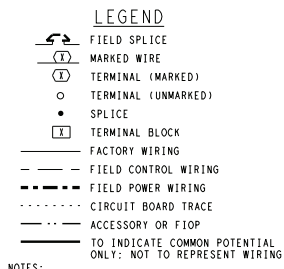 LEGEND
FIELD SPLICE
X MARKED WIRE
X TERMINAL (MARKED)
TERMINAL (UNMARKED)
SPLICE
X TERMINAL BLOCK
FACTORY WIRING
FIELD CONTROL WIRING
FIELD POWER WIRING
CIRCUIT BOARD TRACE
ACCESSORY OR FIOP
TO INDICATE COMMON POTENTIAL
ONLY: NOT TO REPRESENT WIRING
NOTES: